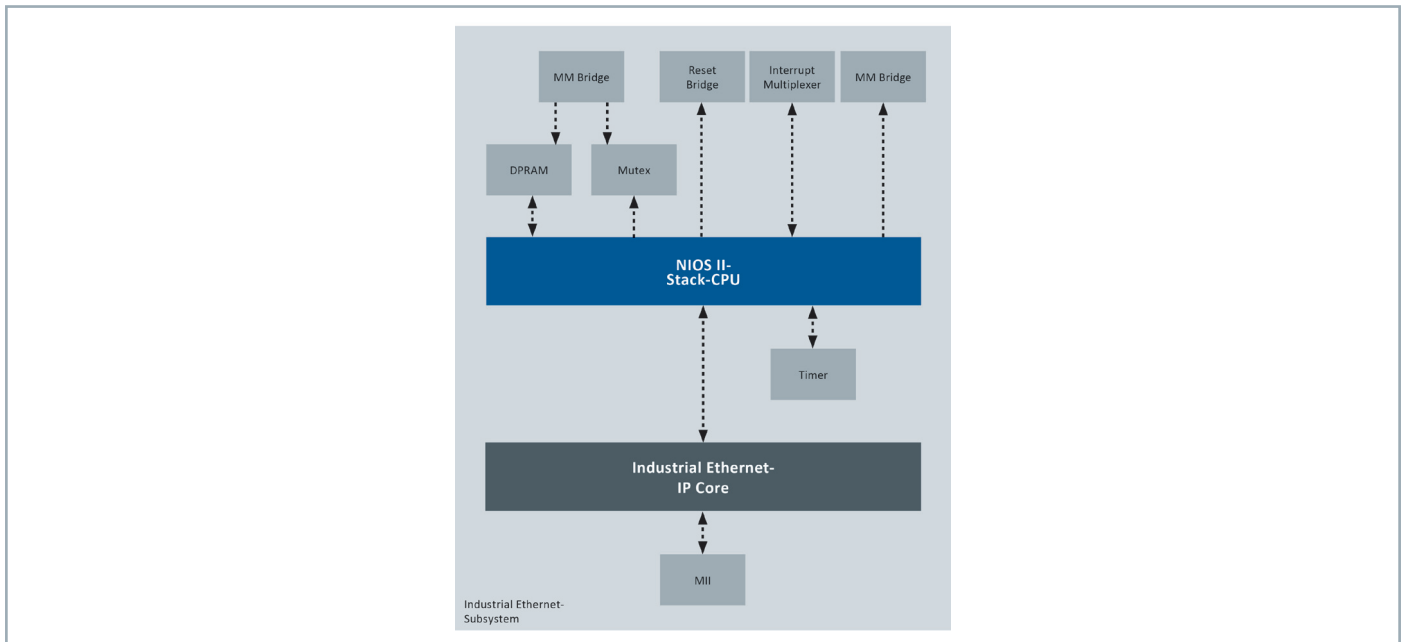 MM Bridge
Reset
Bridge
Interrupt
Multiplexer
MM Bridge
DPRAM
Mutex
NIOS II-
Stack-CPU
Timer
Industrial Ethernet-
IP Core
MII
Industrial Ethernet-
Subsystem